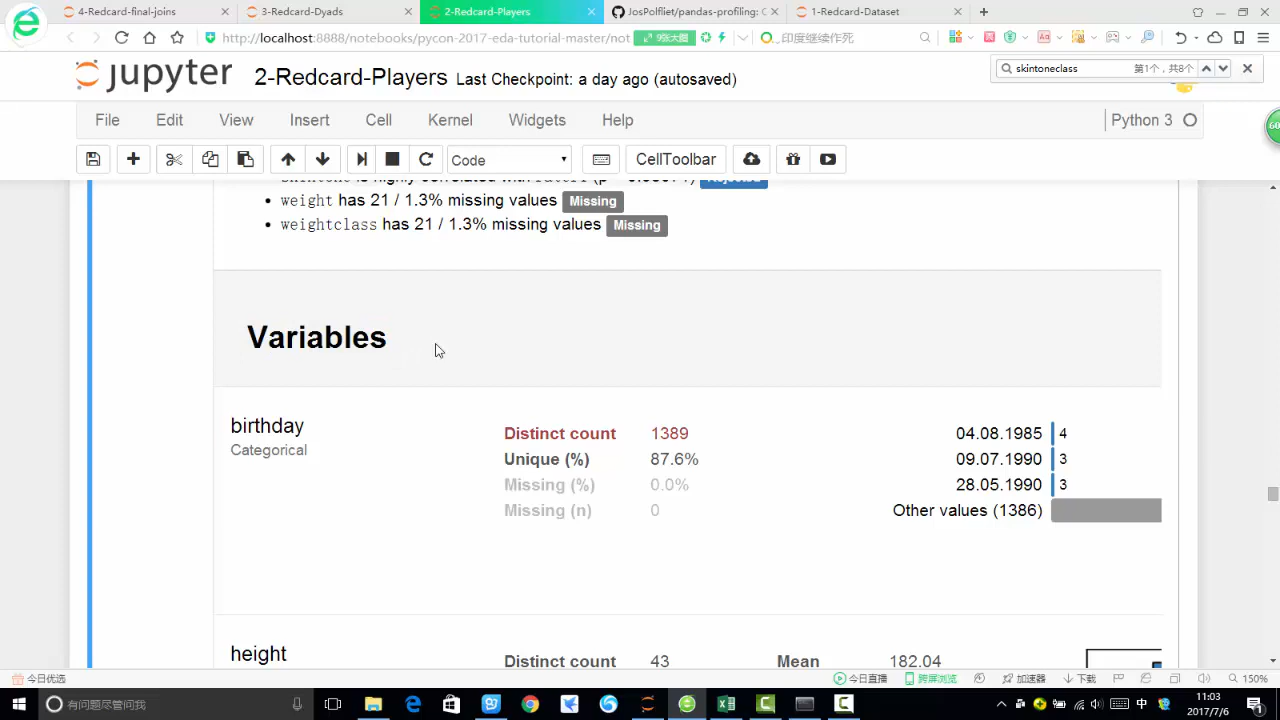 4-Redcard-final-joins
3-Redcard-Dyads
2-Redcard-Players
JosPolfliet/pandas-profiling: C
1-Redcard-Dataset
http://localhost:8888/notebooks/pycon-2017-eda-tutorial-master/not
9张大图
印度继续作死
jupyter
2-Redcard-Players
Last Checkpoint: a day ago (autosaved)
skintoneclass
第1个，共8个
File Edit View Insert Cell Kernel Widgets Help
Python 3
60
Code
CellToolbar
weight has 21 / 1.3% missing values Missing
weightclass has 21 / 1.3% missing values Missing
Variables
birthday
Categorical
Distinct count 1389
Unique (%) 87.6%
Missing (%) 0.0%
Missing (n) 0
04.08.1985 4
09.07.1990 3
28.05.1990 3
Other values (1386)
height
Distinct count 43
Mean 182.04
今日优选
今日直播
跨屏浏览
加速器
下载
150%
有问题尽管问我
中
11:03
2017/7/6